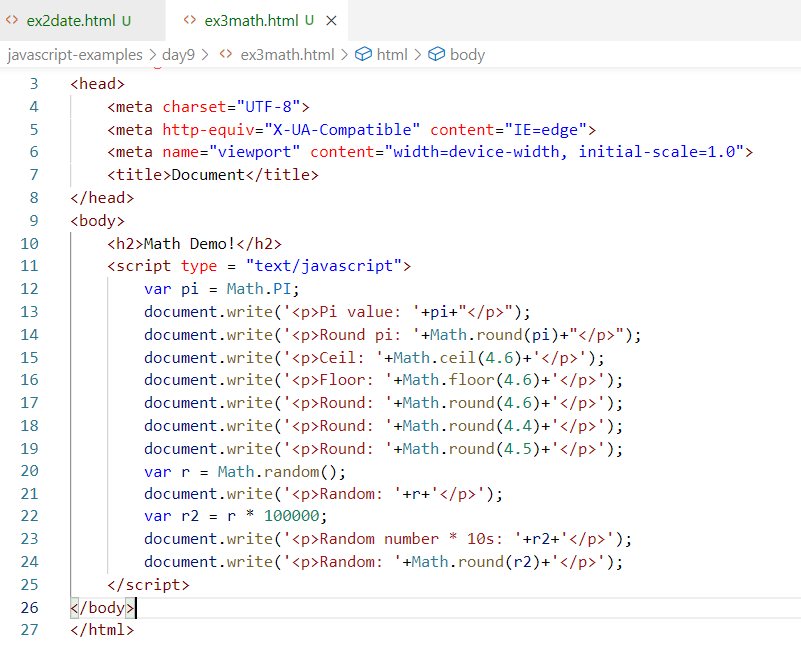 ex2date.html U
ex3math.html U
javascript-examples > day9 > ex3math.html > html > body
3 <head>
4 <meta charset="UTF-8">
5 <meta http-equiv="X-UA-Compatible" content="IE=edge">
6 <meta name="viewport" content="width=device-width, initial-scale=1.0">
7 <title>Document</title>
8 </head>
9 <body>
10 <h2>Math Demo!</h2>
11 <script type = "text/javascript">
12 var pi = Math.PI;
13 document.write('<p>Pi value: '+pi+"</p>");
14 document.write('<p>Round pi: '+Math.round(pi)+"</p>");
15 document.write('<p>Ceil: '+Math.ceil(4.6)+'</p>');
16 document.write('<p>Floor: '+Math.floor(4.6)+'</p>');
17 document.write('<p>Round: '+Math.round(4.6)+'</p>');
18 document.write('<p>Round: '+Math.round(4.4)+'</p>');
19 document.write('<p>Round: '+Math.round(4.5)+'</p>');
20 var r = Math.random();
21 document.write('<p>Random: '+r+'</p>');
22 var r2 = r * 100000;
23 document.write('<p>Random number * 10s: '+r2+'</p>');
24 document.write('<p>Random: '+Math.round(r2)+'</p>');
25 </script>
26 </body>
27 </html>